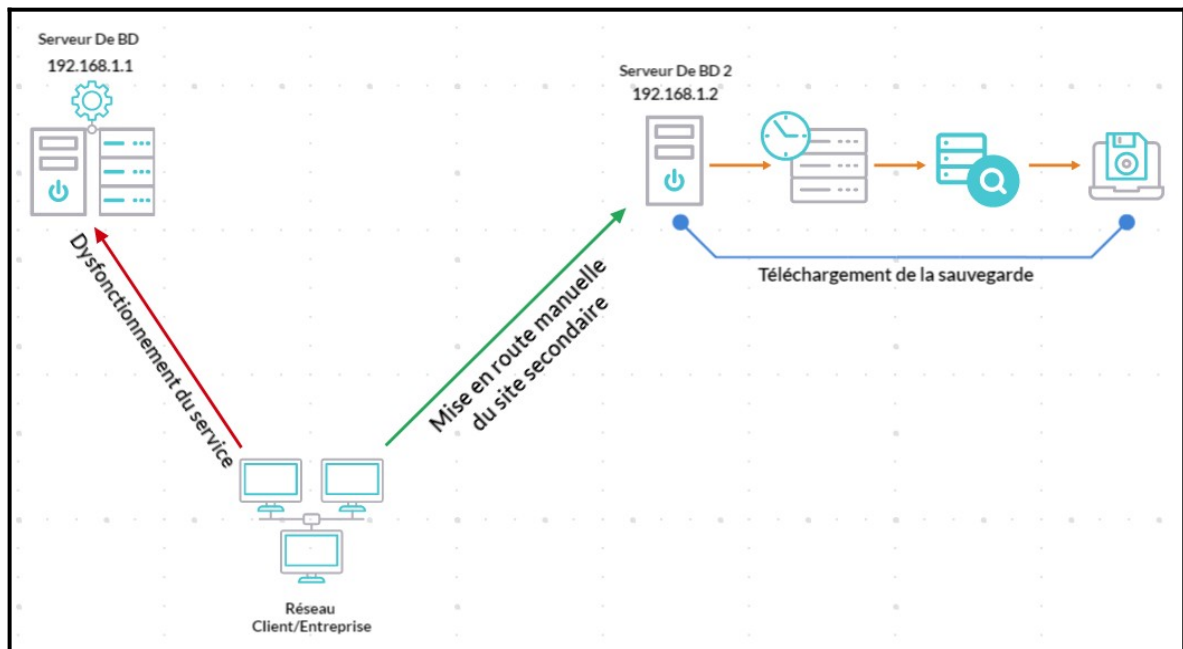 Serveur De BD
192.168.1.1
Serveur De BD 2
192.168.1.2
Téléchargement de la sauvegarde
Dysfonctionnement du service
Mise en route manuelle
du site secondaire
Réseau
Client/Entreprise